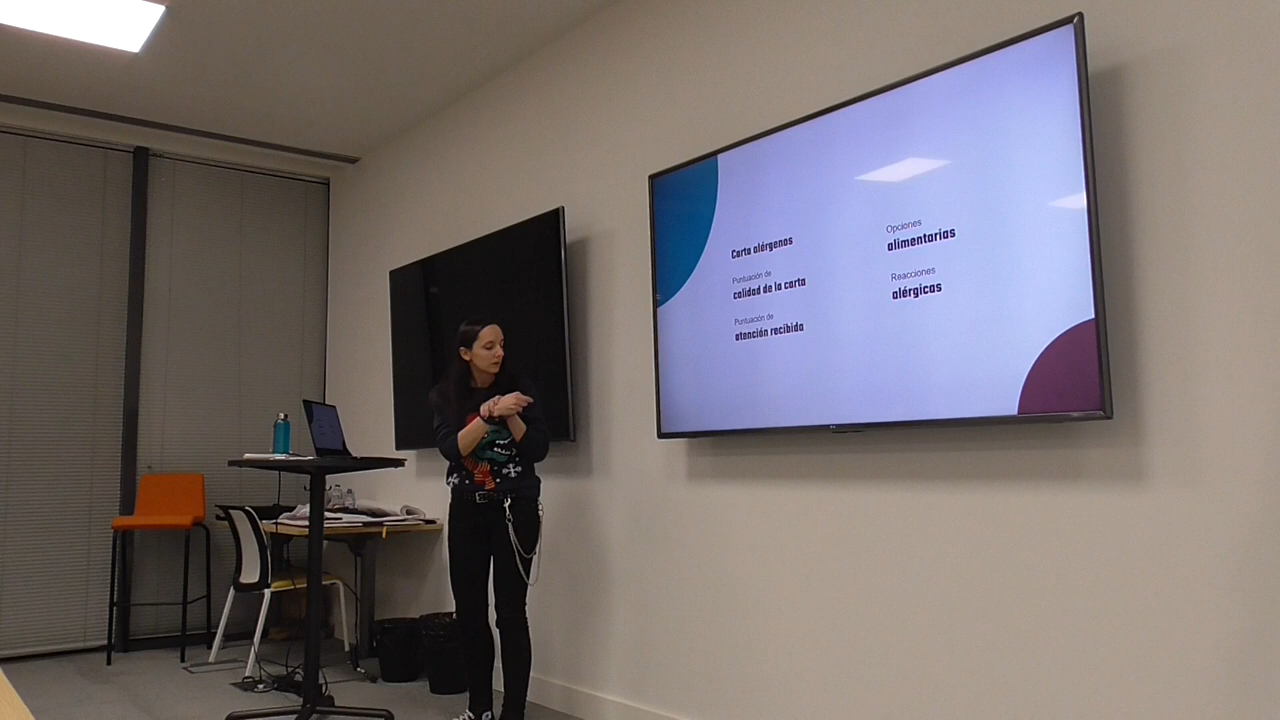 Carta alérgenos
Puntuación de
calidad de la carta
Puntuación de
atención recibida
Opciones
alimentarias
Reacciones
alérgicas